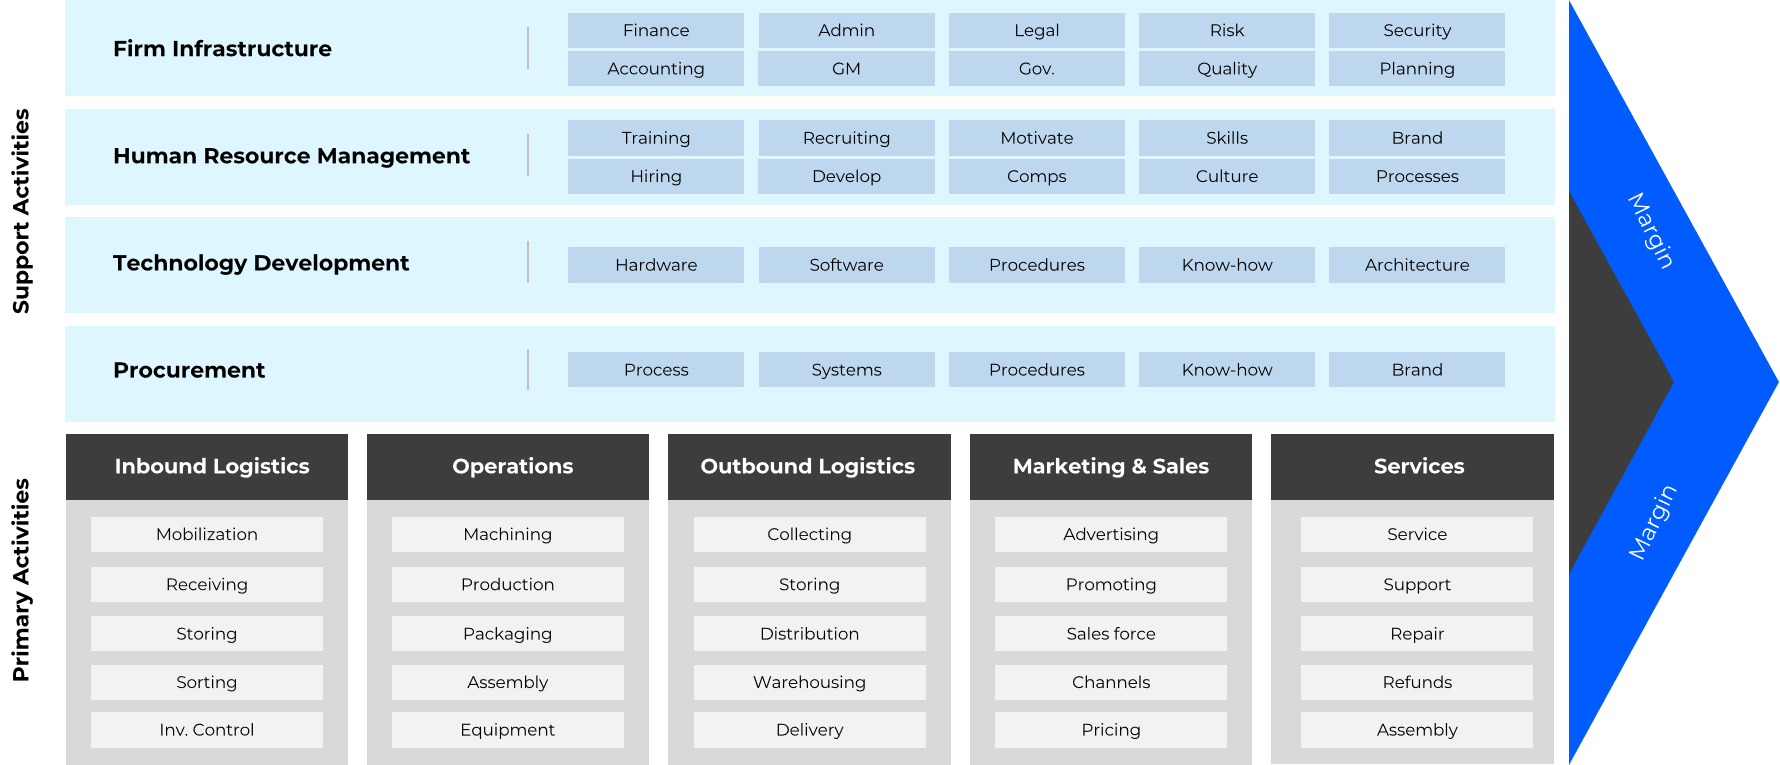 Support Activities
Firm Infrastructure
Finance Admin Legal Risk Security
Accounting GM Gov. Quality Planning
Human Resource Management
Training Recruiting Motivate Skills Brand
Hiring Develop Comps Culture Processes
Technology Development
Hardware Software Procedures Know-how Architecture
Procurement
Process Systems Procedures Know-how Brand
Primary Activities
Inbound Logistics
Mobilization
Receiving
Storing
Sorting
Inv. Control
Operations
Machining
Production
Packaging
Assembly
Equipment
Outbound Logistics
Collecting
Storing
Distribution
Warehousing
Delivery
Marketing & Sales
Advertising
Promoting
Sales force
Channels
Pricing
Services
Service
Support
Repair
Refunds
Assembly
Margin
Margin